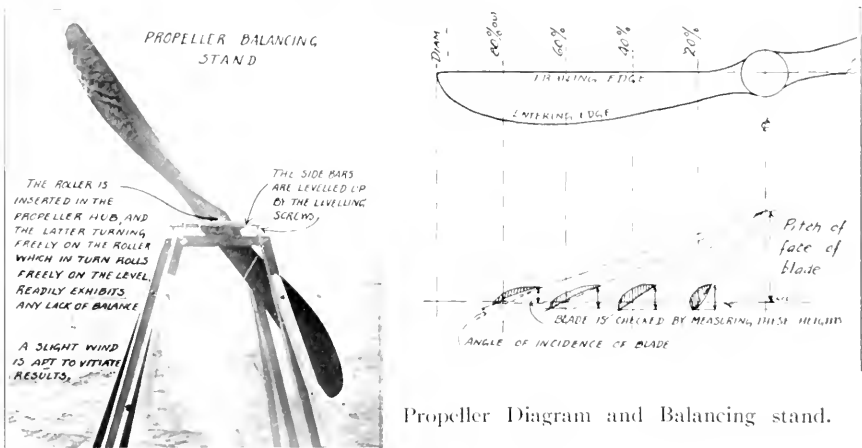 PROPELLER BALANCING
STAND
THE ROLLER IS
INSERTED IN THE
PROPELLER HUB, AND
THE LATTER TURNING
FREELY ON THE ROLLER
WHICH IN TURN ROLLS
FREELY ON THE LEVEL,
READILY EXHIBITS
ANY LACK OF BALANCE
A SLIGHT WIND
IS APT TO VITIATE
RESULTS.
THE SIDE BARS
ARE LEVELLED UP
BY THE LEVELLING
SCREWS
DIAM
80%
60%
40%
20%
TRAILING EDGE
ENTERING EDGE
Pitch of
face of
blade
BLADE IS CHECKED BY MEASURING THESE HEIGHTS
ANGLE OF INCIDENCE OF BLADE
Propeller Diagram and Balancing stand.